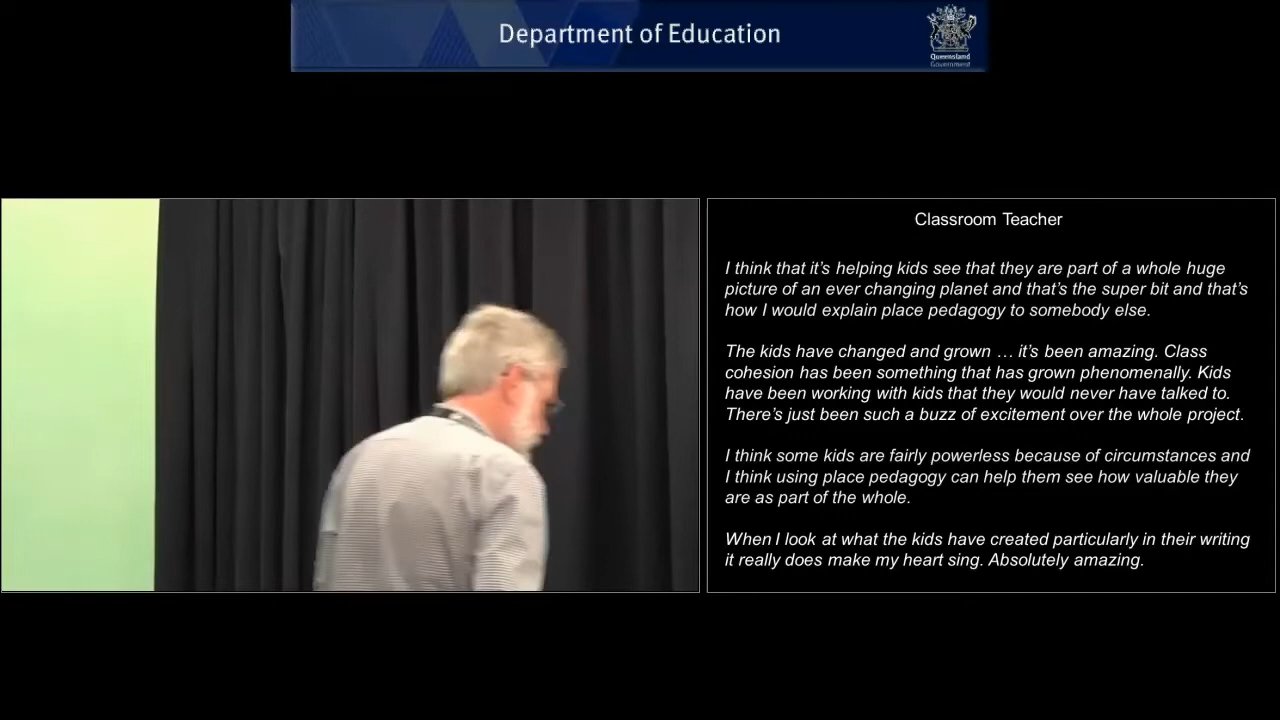 Department of Education
Queensland
Government
Classroom Teacher
I think that it's helping kids see that they are part of a whole huge
picture of an ever changing planet and that's the super bit and that's
how I would explain place pedagogy to somebody else.
The kids have changed and grown … it's been amazing. Class
cohesion has been something that has grown phenomenally. Kids
have been working with kids that they would never have talked to.
There's just been such a buzz of excitement over the whole project.
I think some kids are fairly powerless because of circumstances and
I think using place pedagogy can help them see how valuable they
are as part of the whole.
When I look at what the kids have created particularly in their writing
it really does make my heart sing. Absolutely amazing.